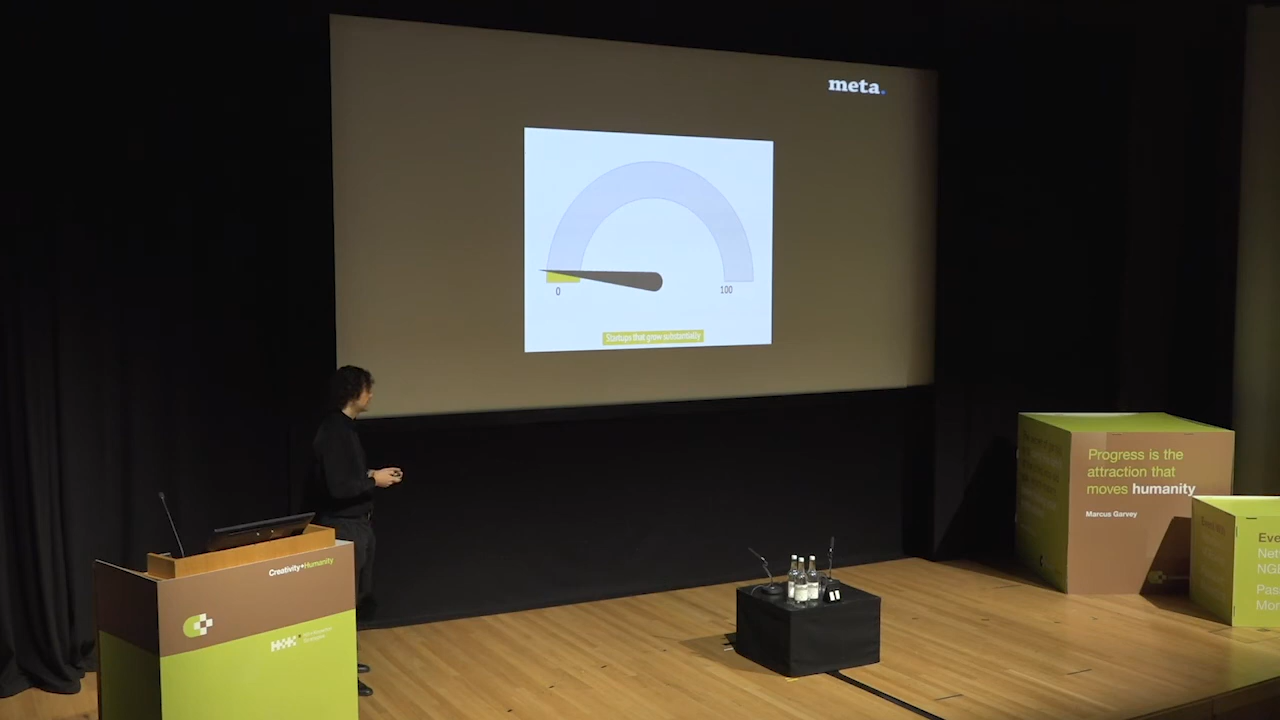 meta.
0
100
Startups that grow substantially
Progress is the
attraction that
moves humanity
Marcus Garvey
Creativity+Humanity
Eve
Net
NG
Pas
Mor